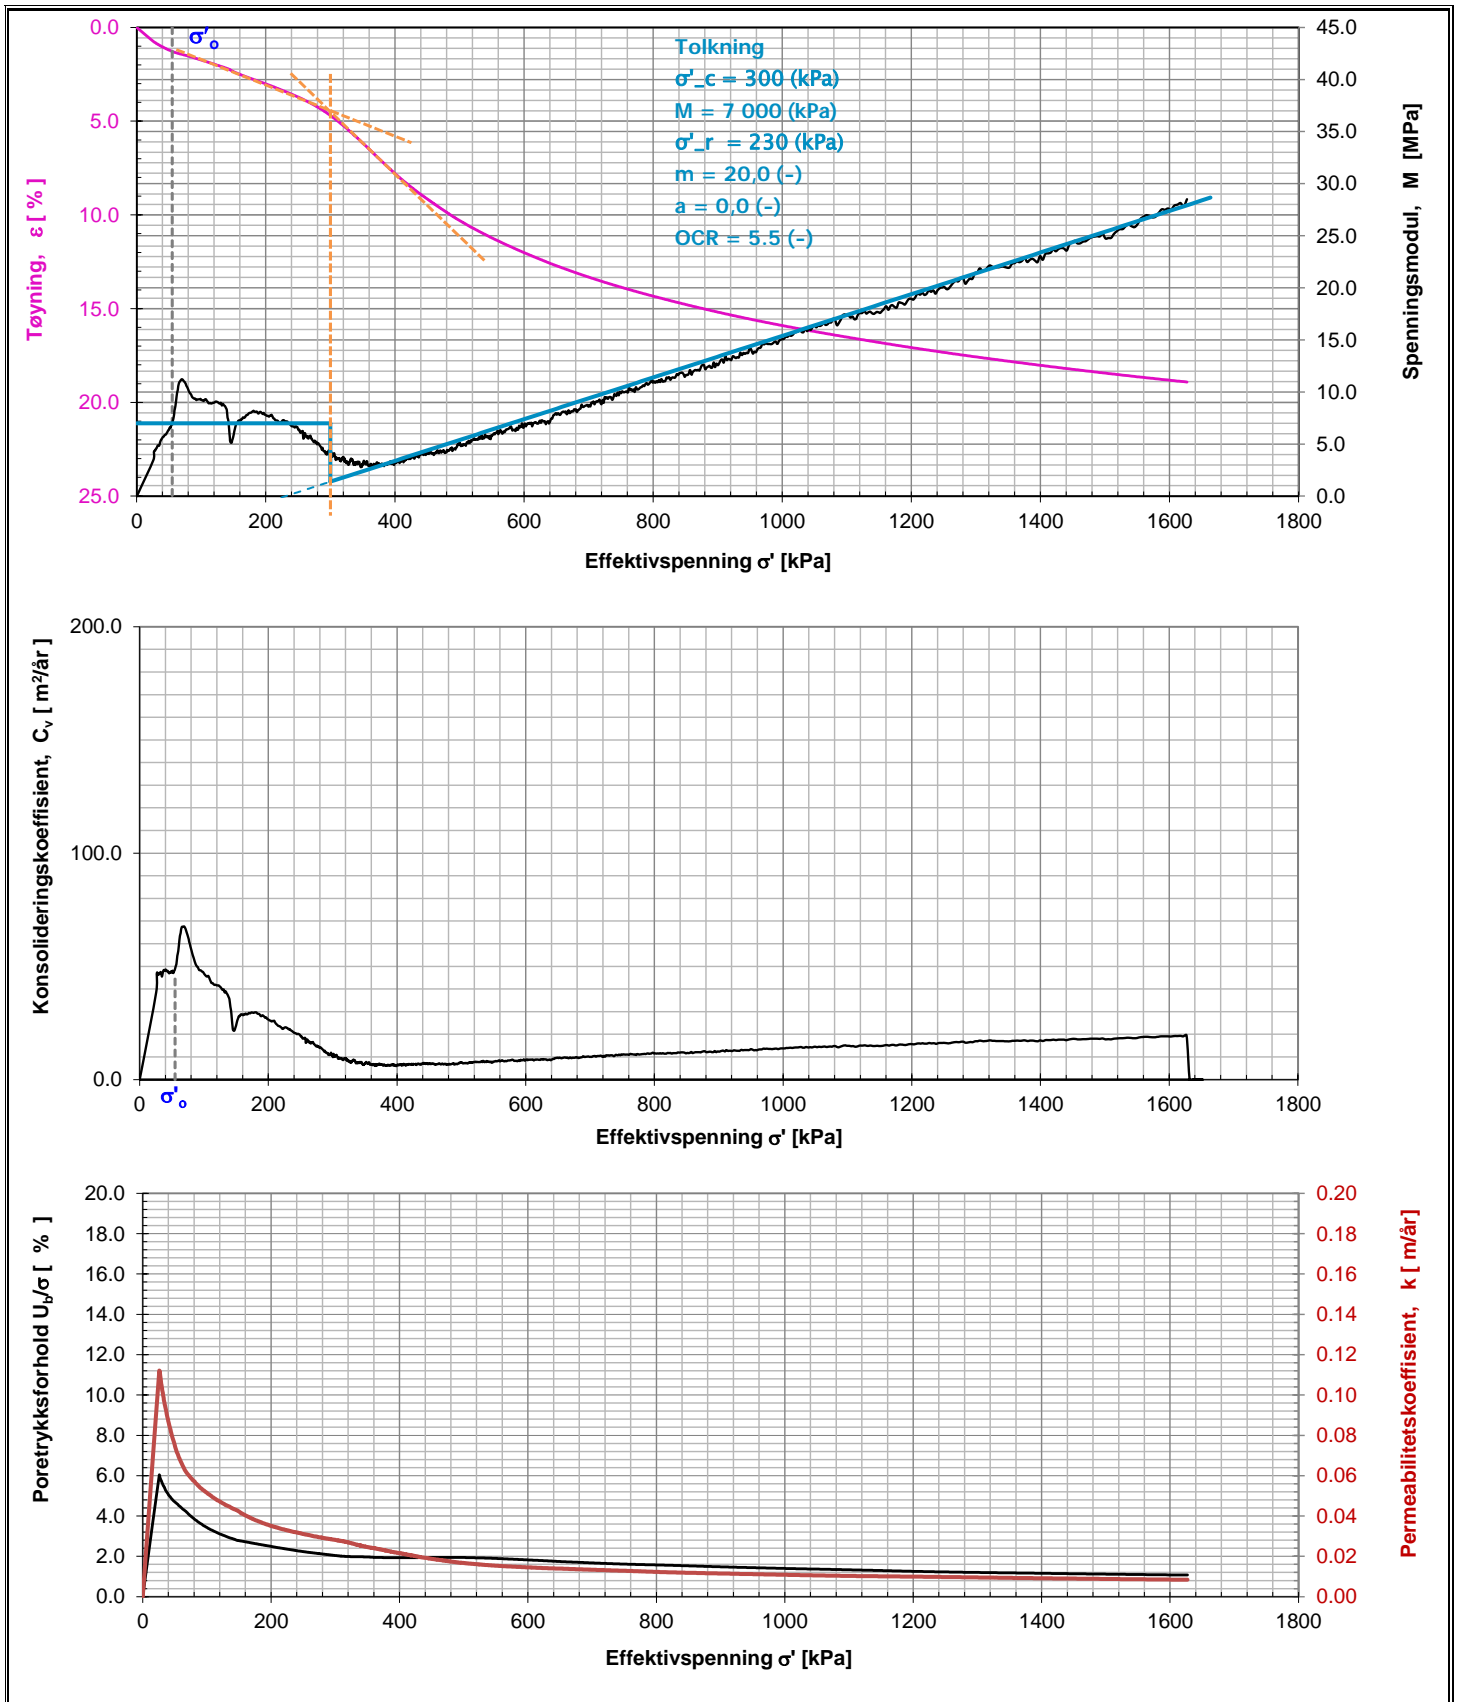 Tøyning, ε [ % ]
0.0
5.0
10.0
15.0
20.0
25.0
σ'o
Tolkning
σ'_c = 300 (kPa)
M = 7 000 (kPa)
σ'_r = 230 (kPa)
m = 20,0 (-)
a = 0,0 (-)
OCR = 5.5 (-)
45.0
40.0
35.0
30.0
25.0
20.0
15.0
10.0
5.0
0.0
Spenningsmodul, M [MPa]
0 200 400 600 800 1000 1200 1400 1600 1800
Effektivspenning σ' [kPa]
Konsolideringskoeffisient, Cv [ m²/år ]
200.0
100.0
0.0
0 200 400 600 800 1000 1200 1400 1600 1800
σ'o
Effektivspenning σ' [kPa]
Poretrykksforhold Ub/σ [ % ]
20.0
18.0
16.0
14.0
12.0
10.0
8.0
6.0
4.0
2.0
0.0
0.20
0.18
0.16
0.14
0.12
0.10
0.08
0.06
0.04
0.02
0.00
Permeabilitetskoeffisient, k [ m/år]
0 200 400 600 800 1000 1200 1400 1600 1800
Effektivspenning σ' [kPa]